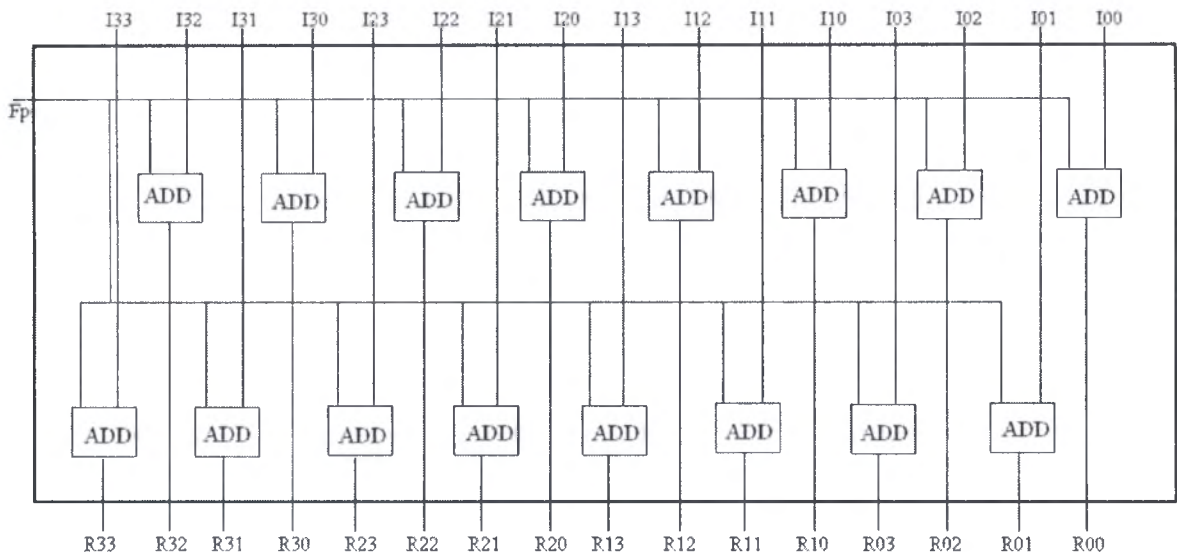 I33 I32 I31 I30 I23 I22 I21 I20 I13 I12 I11 I10 I03 I02 I01 I00
Fp
ADD ADD ADD ADD ADD ADD ADD ADD
ADD ADD ADD ADD ADD ADD ADD ADD
R33 R32 R31 R30 R23 R22 R21 R20 R13 R12 R11 R10 R03 R02 R01 R00